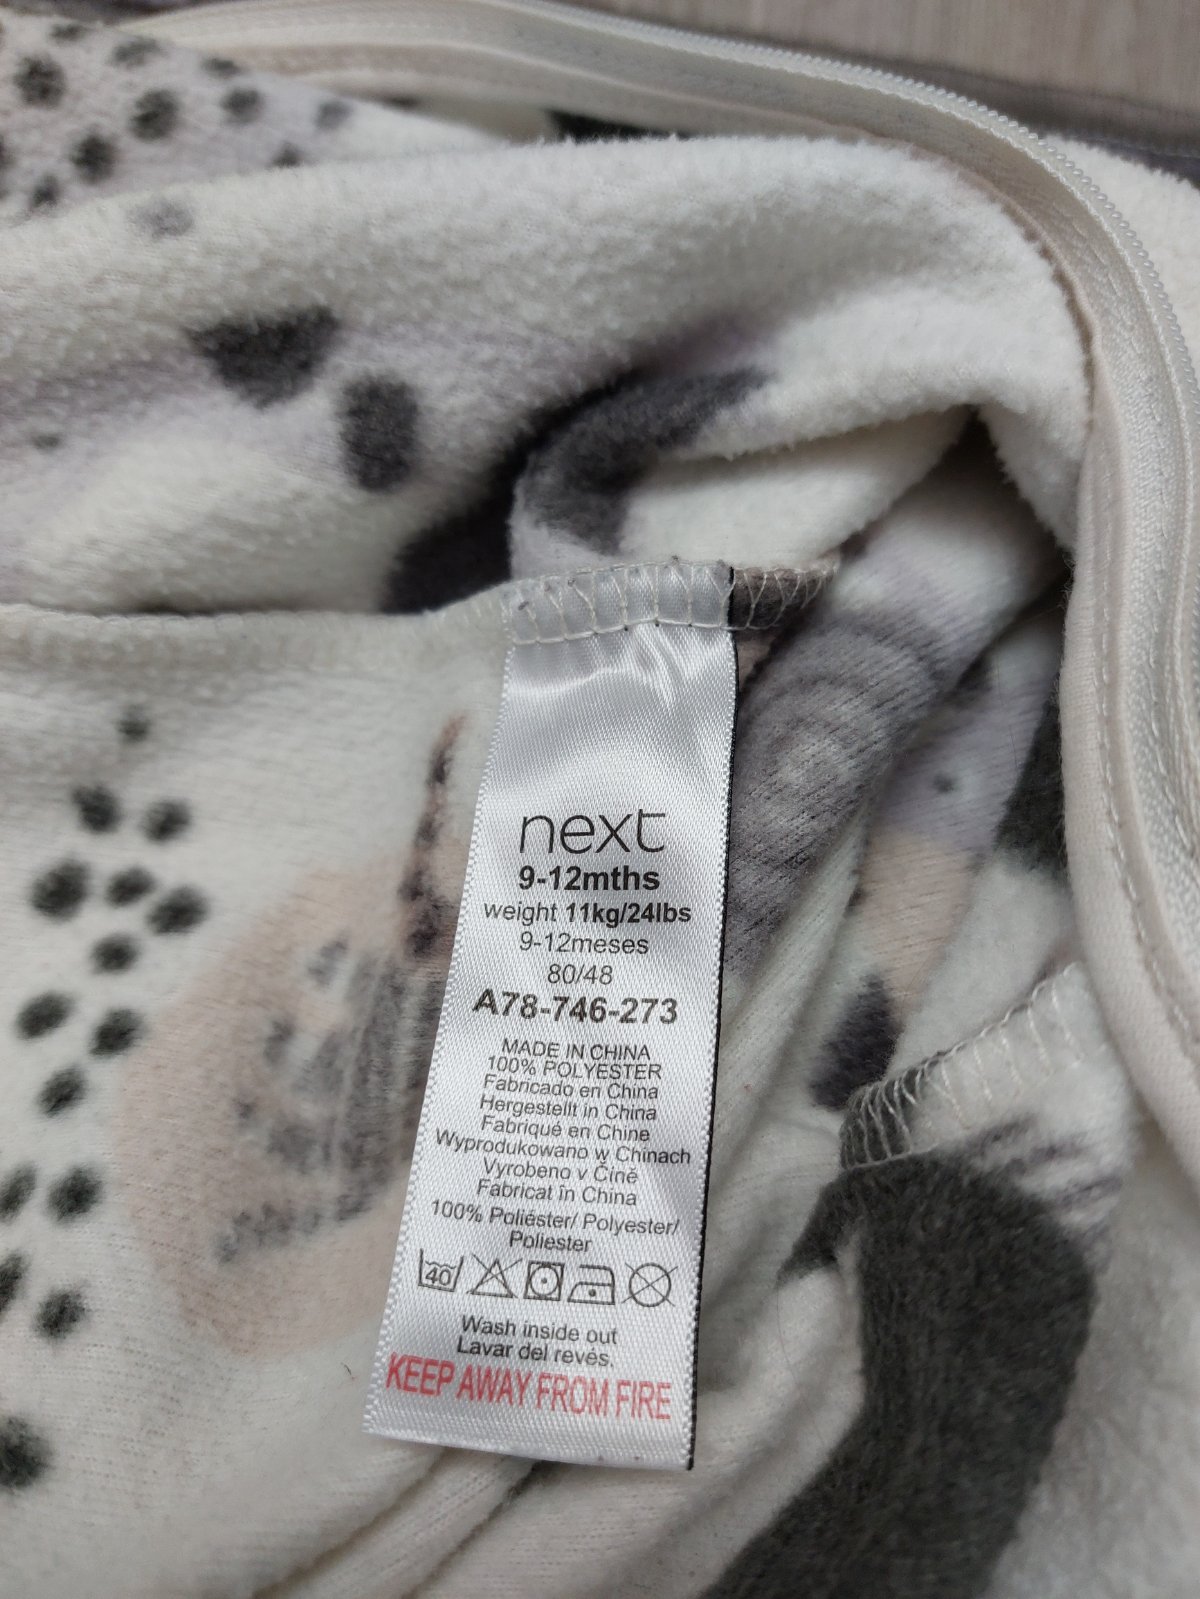 next
9-12mths
weight 11kg/24lbs
9-12meses
80/48
A78-746-273
MADE IN CHINA
100% POLYESTER
Fabricado en China
Hergestellt in China
Fabriqué en Chine
Wyprodukowano w Chinach
Vyrobeno v Číně
Fabricat în China
100% Poliéster/ Polyester/
Poliester
40
Wash inside out
Lavar del revés.
KEEP AWAY FROM FIRE